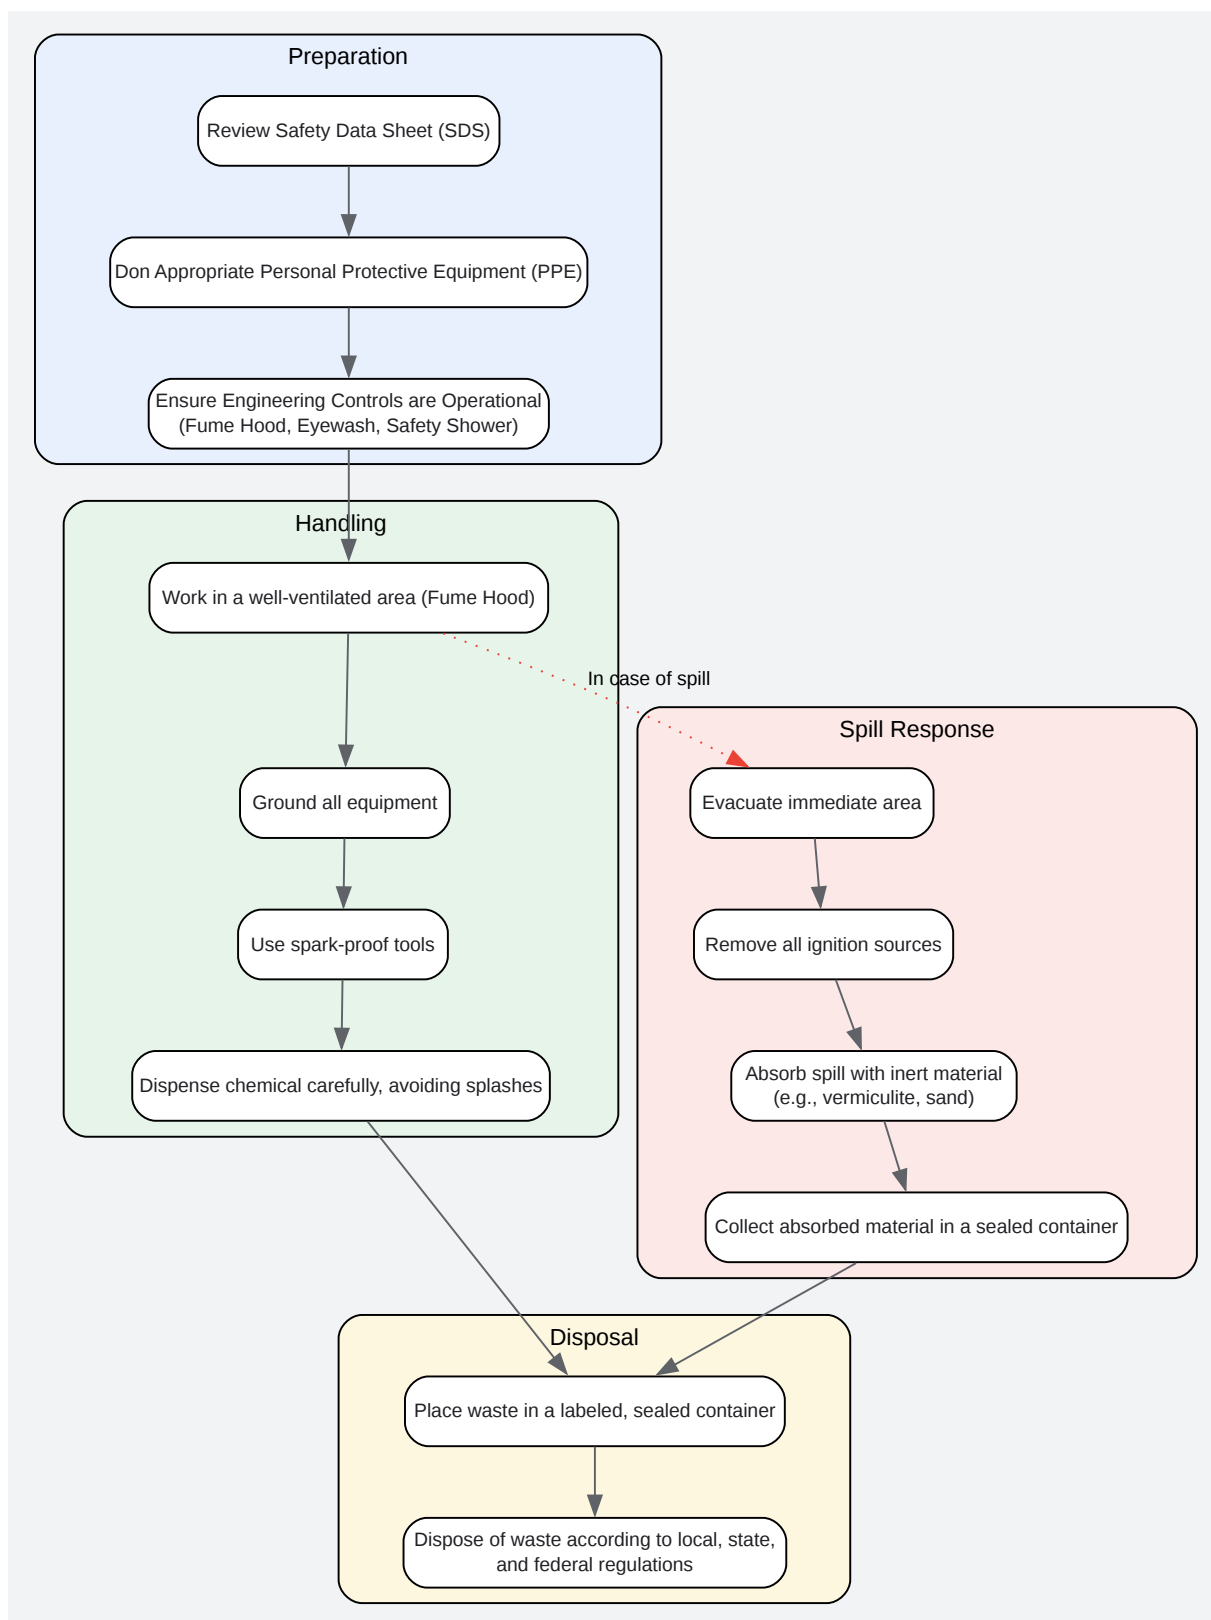 Preparation
Review Safety Data Sheet (SDS)
Don Appropriate Personal Protective Equipment (PPE)
Ensure Engineering Controls are Operational
(Fume Hood, Eyewash, Safety Shower)
Handling
Work in a well-ventilated area (Fume Hood)
In case of spill
Ground all equipment
Use spark-proof tools
Dispense chemical carefully, avoiding splashes
Spill Response
Evacuate immediate area
Remove all ignition sources
Absorb spill with inert material
(e.g., vermiculite, sand)
Collect absorbed material in a sealed container
Disposal
Place waste in a labeled, sealed container
Dispose of waste according to local, state,
and federal regulations